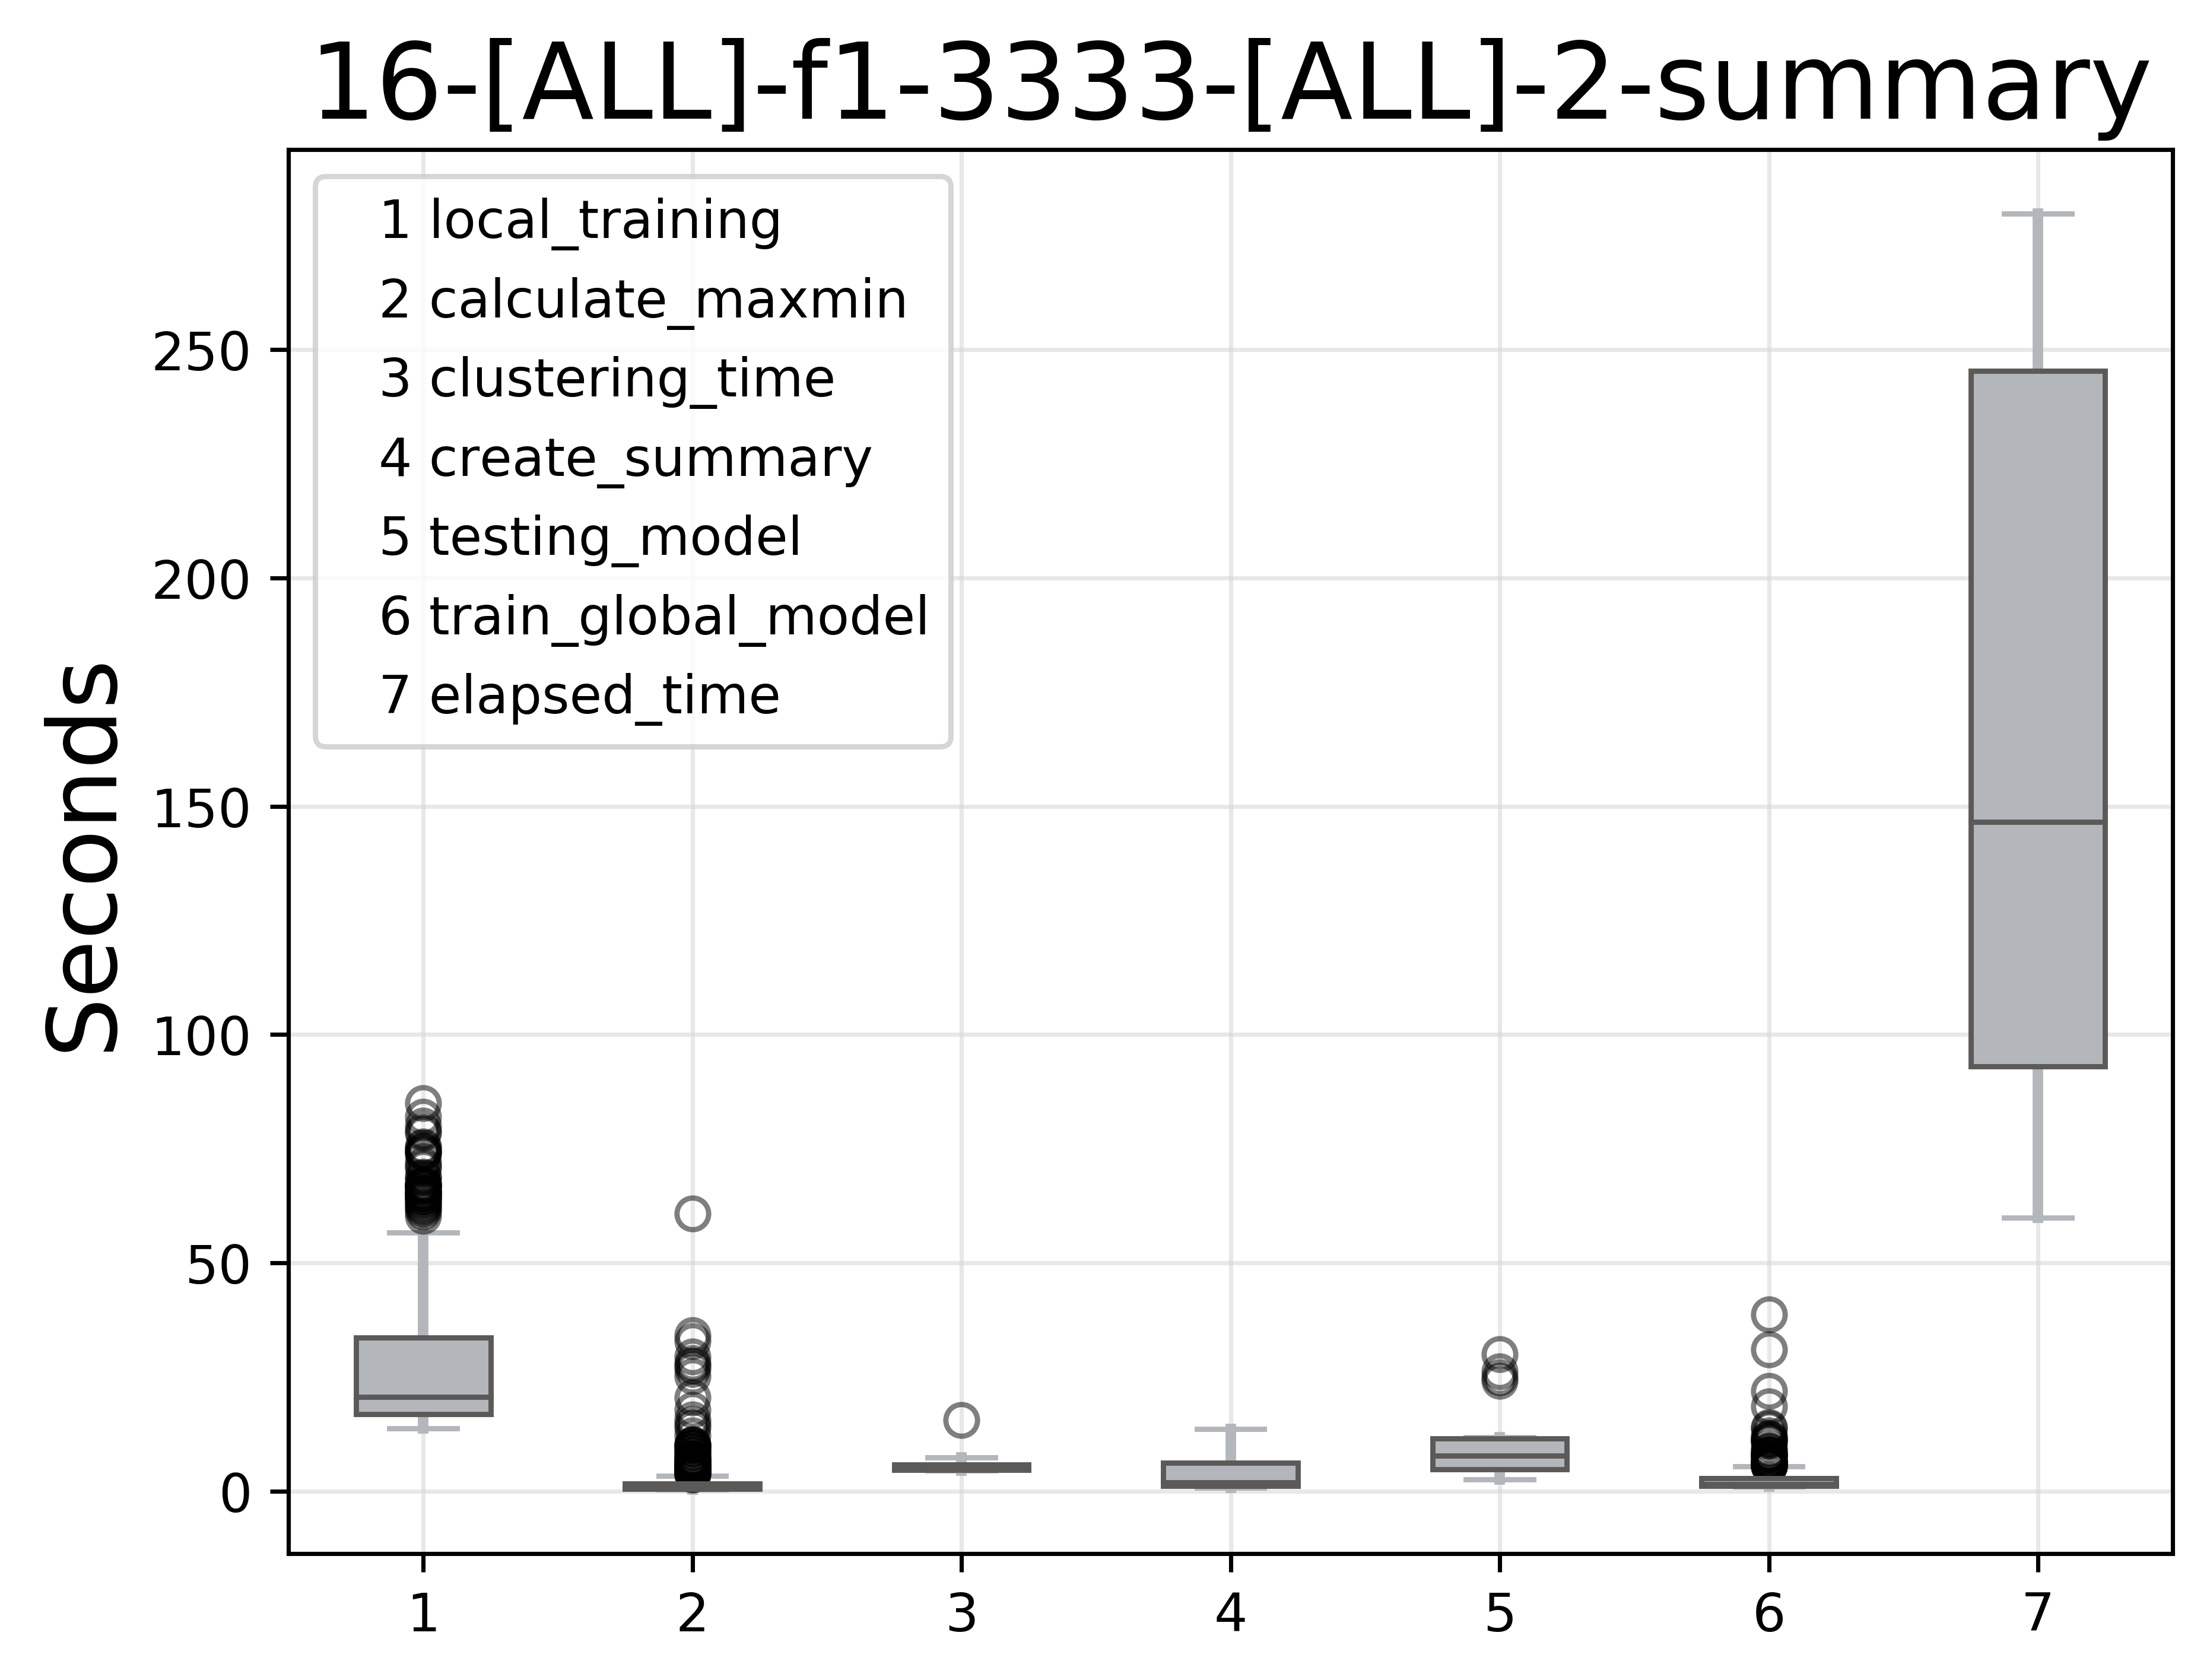 16-[ALL]-f1-3333-[ALL]-2-summary
1 local_training
2 calculate_maxmin
3 clustering_time
4 create_summary
5 testing_model
6 train_global_model
7 elapsed_time
Seconds
250
200
150
100
50
0
1 2 3 4 5 6 7